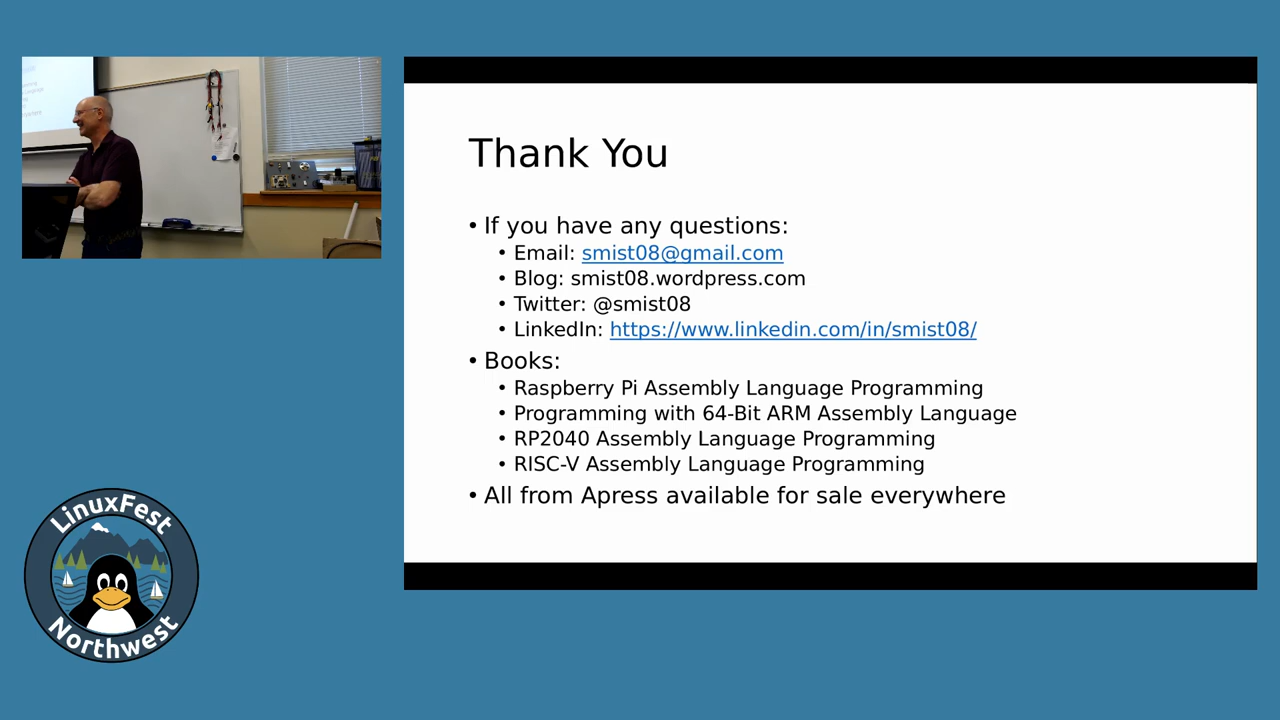 Thank You
• If you have any questions:
• Email: smist08@gmail.com
• Blog: smist08.wordpress.com
• Twitter: @smist08
• LinkedIn: https://www.linkedin.com/in/smist08/
• Books:
• Raspberry Pi Assembly Language Programming
• Programming with 64-Bit ARM Assembly Language
• RP2040 Assembly Language Programming
• RISC-V Assembly Language Programming
• All from Apress available for sale everywhere
LinuxFest
Northwest